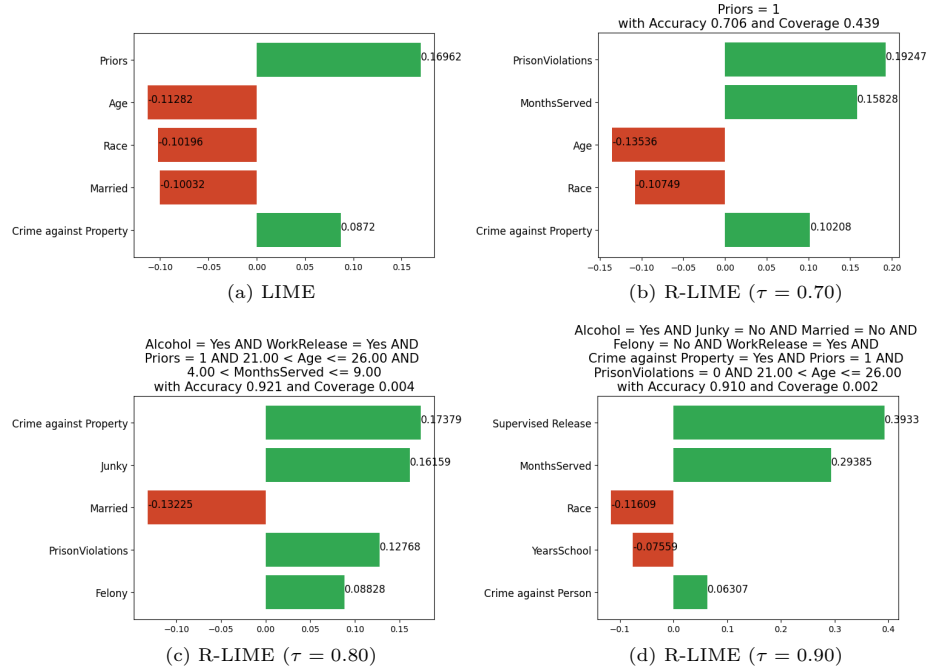 Priors
Age
Race
Married
Crime against Property
0.16962
-0.11282
-0.10196
-0.10032
0.0872
−0.10
−0.05
0.00
0.05
0.10
0.15
(a) LIME
Priors = 1
with Accuracy 0.706 and Coverage 0.439
PrisonViolations
MonthsServed
Age
Race
Crime against Property
0.19247
0.15828
-0.13536
-0.10749
0.10208
−0.15
−0.10
−0.05
0.00
0.05
0.10
0.15
0.20
(b) R-LIME (τ = 0.70)
Alcohol = Yes AND WorkRelease = Yes AND
Priors = 1 AND 21.00 < Age <= 26.00 AND
4.00 < MonthsServed <= 9.00
with Accuracy 0.921 and Coverage 0.004
Crime against Property
Junky
Married
PrisonViolations
Felony
0.17379
0.16159
-0.13225
0.12768
0.08828
−0.10
−0.05
0.00
0.05
0.10
0.15
(c) R-LIME (τ = 0.80)
Alcohol = Yes AND Junky = No AND Married = No AND
Felony = No AND WorkRelease = Yes AND
Crime against Property = Yes AND Priors = 1 AND
PrisonViolations = 0 AND 21.00 < Age <= 26.00
with Accuracy 0.910 and Coverage 0.002
Supervised Release
MonthsServed
Race
YearsSchool
Crime against Person
0.3933
0.29385
-0.11609
-0.07559
0.06307
−0.1
0.0
0.1
0.2
0.3
0.4
(d) R-LIME (τ = 0.90)